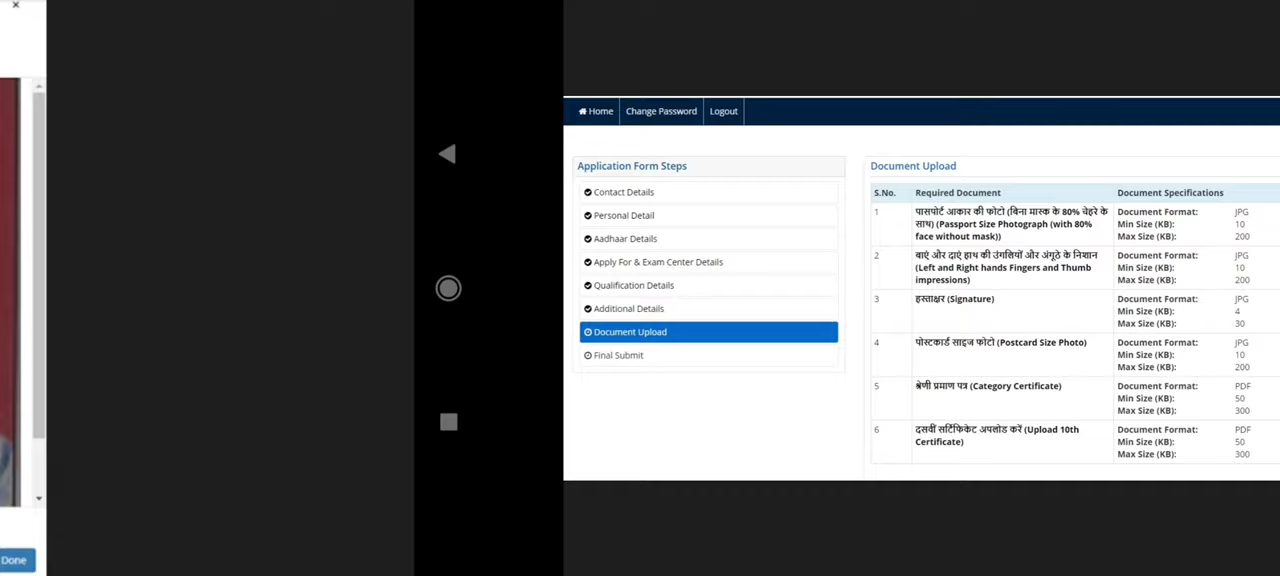 Done
Home
Change Password
Logout
Application Form Steps
Contact Details
Personal Detail
Aadhaar Details
Apply For & Exam Center Details
Qualification Details
Additional Details
Document Upload
Final Submit
Document Upload
S.No. Required Document Document Specifications
1 पासपोर्ट आकार की फोटो (बिना मास्क के 80% चेहरे के Document Format: JPG
साथ) (Passport Size Photograph (with 80% Min Size (KB): 10
face without mask)) Max Size (KB): 200
2 बाएं और दाएं हाथ की उंगलियों और अंगूठे के निशान Document Format: JPG
(Left and Right hands Fingers and Thumb Min Size (KB): 10
impressions) Max Size (KB): 200
3 हस्ताक्षर (Signature) Document Format: JPG
Min Size (KB): 4
Max Size (KB): 30
4 पोस्टकार्ड साइज फोटो (Postcard Size Photo) Document Format: JPG
Min Size (KB): 10
Max Size (KB): 200
5 श्रेणी प्रमाण पत्र (Category Certificate) Document Format: PDF
Min Size (KB): 50
Max Size (KB): 300
6 दसवीं सर्टिफिकेट अपलोड करें (Upload 10th Document Format: PDF
Certificate) Min Size (KB): 50
Max Size (KB): 300